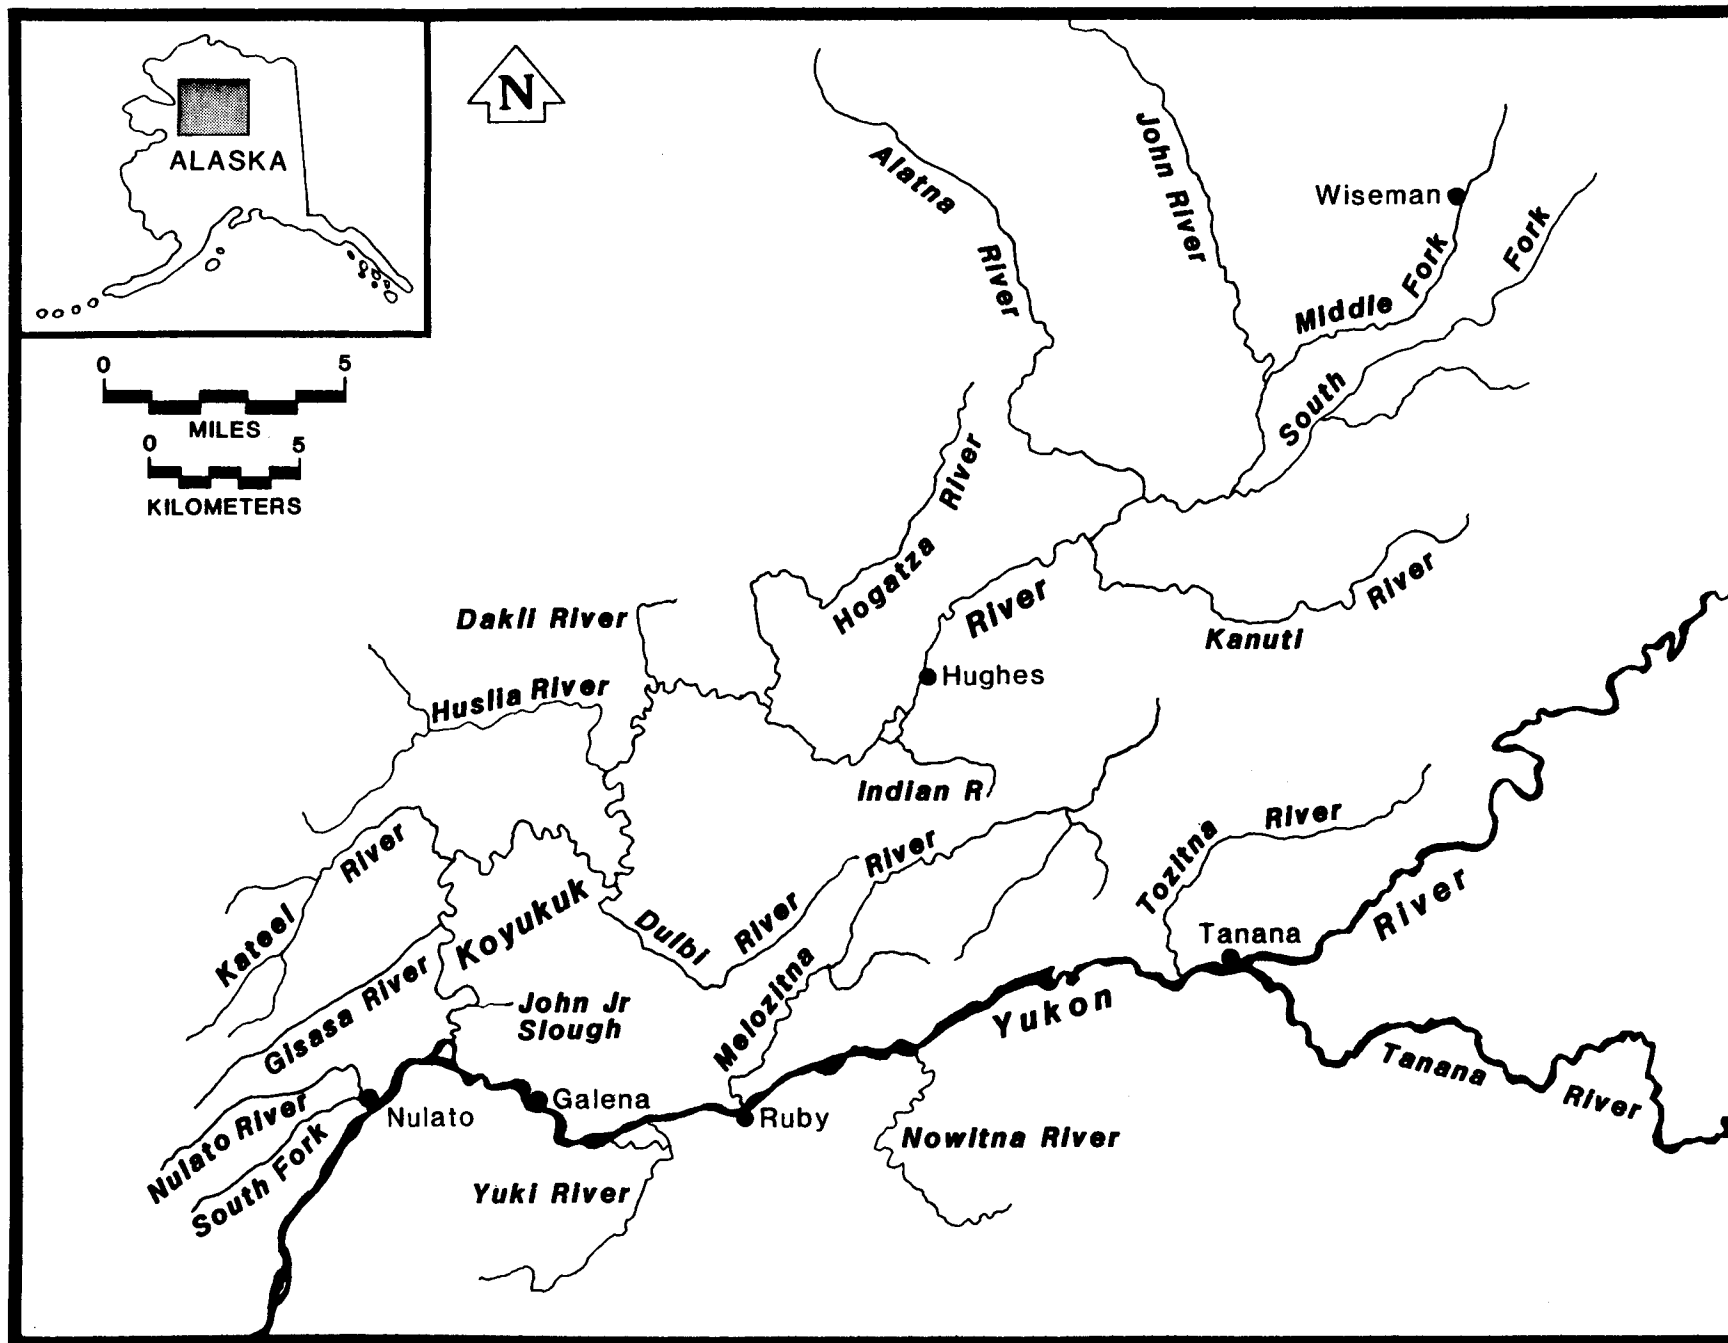 N
ALASKA
0 5
MILES
0 5
KILOMETERS
Alatna River
John River
Wiseman
Middle Fork
South Fork
Hogatza River
Koyukuk River
Kanuti River
Dakli River
Huslia River
Hughes
Indian R
Kateel River
Dulbi River
Melozitna River
Tozitna River
Tanana
Yukon River
Gisasa River
John Jr
Slough
Tanana River
Nulato River
South Fork
Nulato
Galena
Ruby
Nowitna River
Yuki River